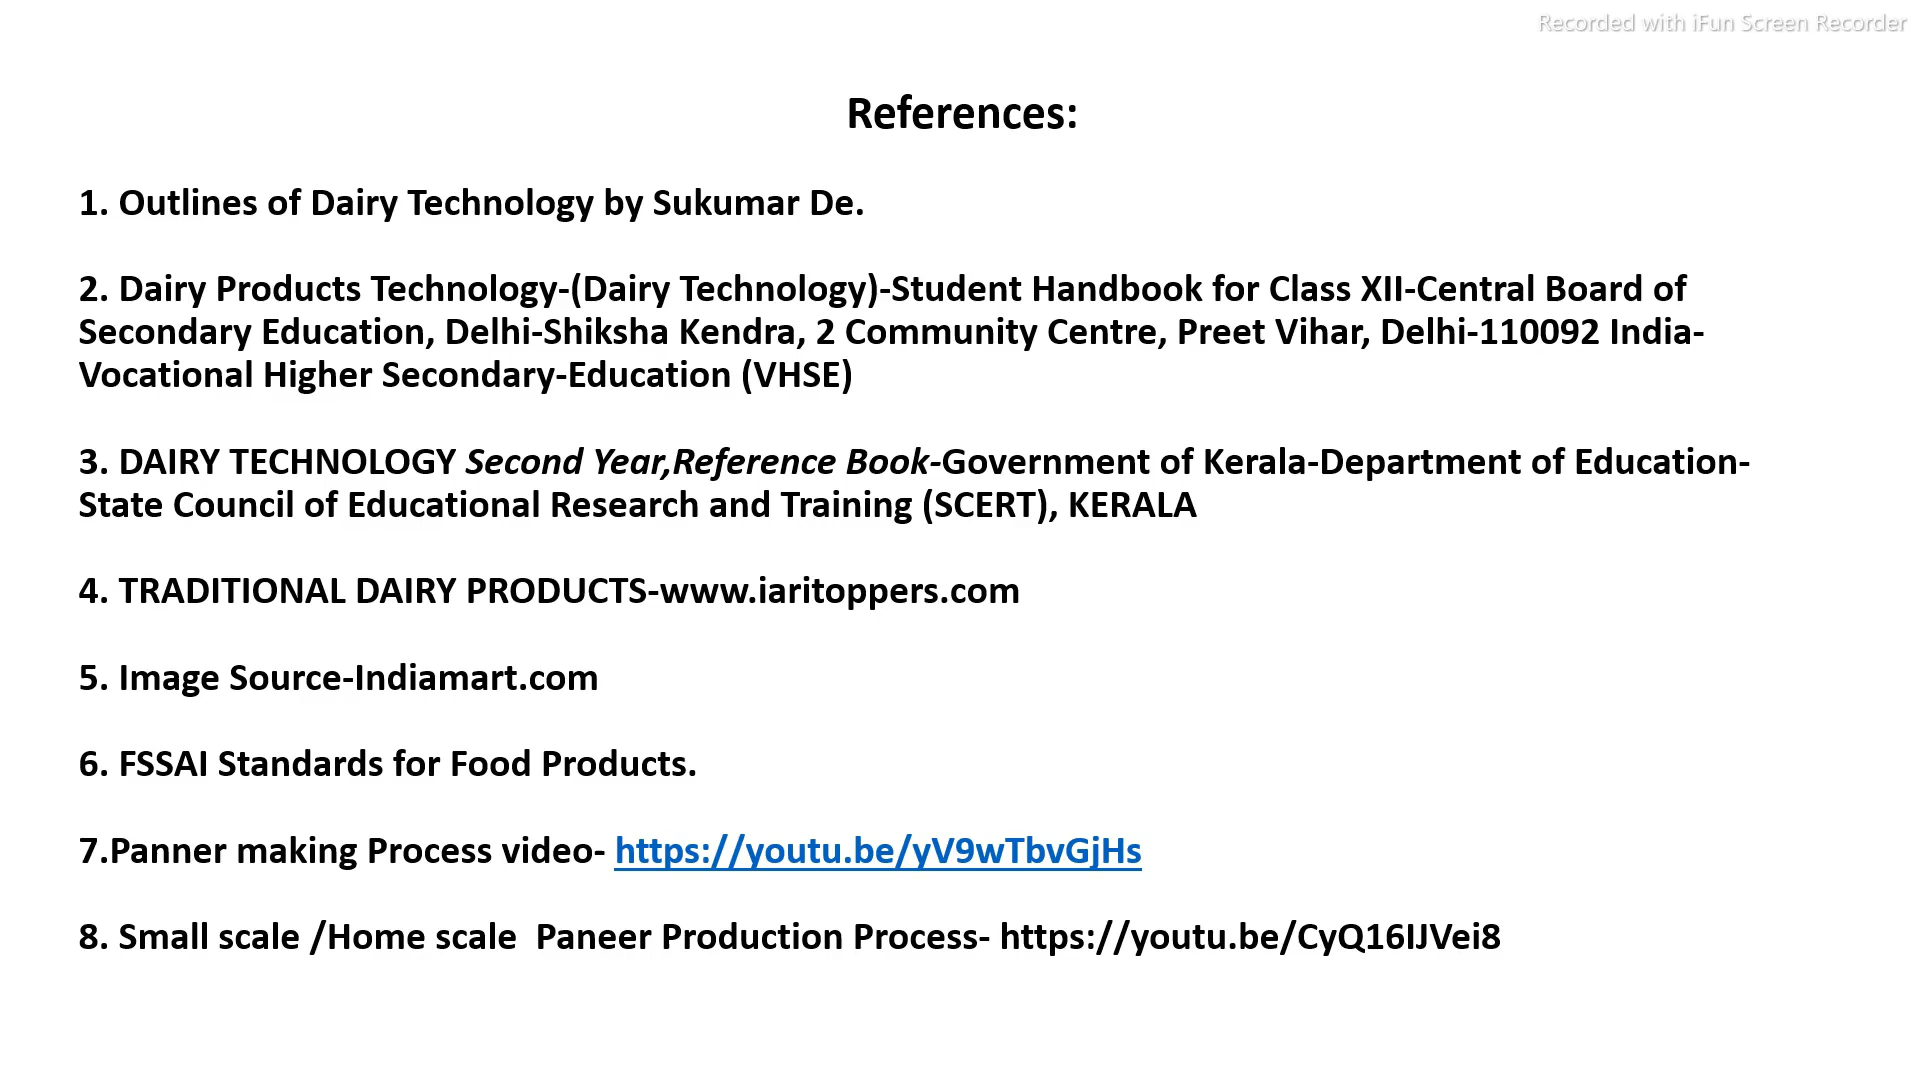 Recorded with iFun Screen Recorder
References:
1. Outlines of Dairy Technology by Sukumar De.
2. Dairy Products Technology-(Dairy Technology)-Student Handbook for Class XII-Central Board of
Secondary Education, Delhi-Shiksha Kendra, 2 Community Centre, Preet Vihar, Delhi-110092 India-
Vocational Higher Secondary-Education (VHSE)
3. DAIRY TECHNOLOGY Second Year,Reference Book-Government of Kerala-Department of Education-
State Council of Educational Research and Training (SCERT), KERALA
4. TRADITIONAL DAIRY PRODUCTS-www.iaritoppers.com
5. Image Source-Indiamart.com
6. FSSAI Standards for Food Products.
7.Panner making Process video- https://youtu.be/yV9wTbvGjHs
8. Small scale /Home scale  Paneer Production Process- https://youtu.be/CyQ16IJVei8